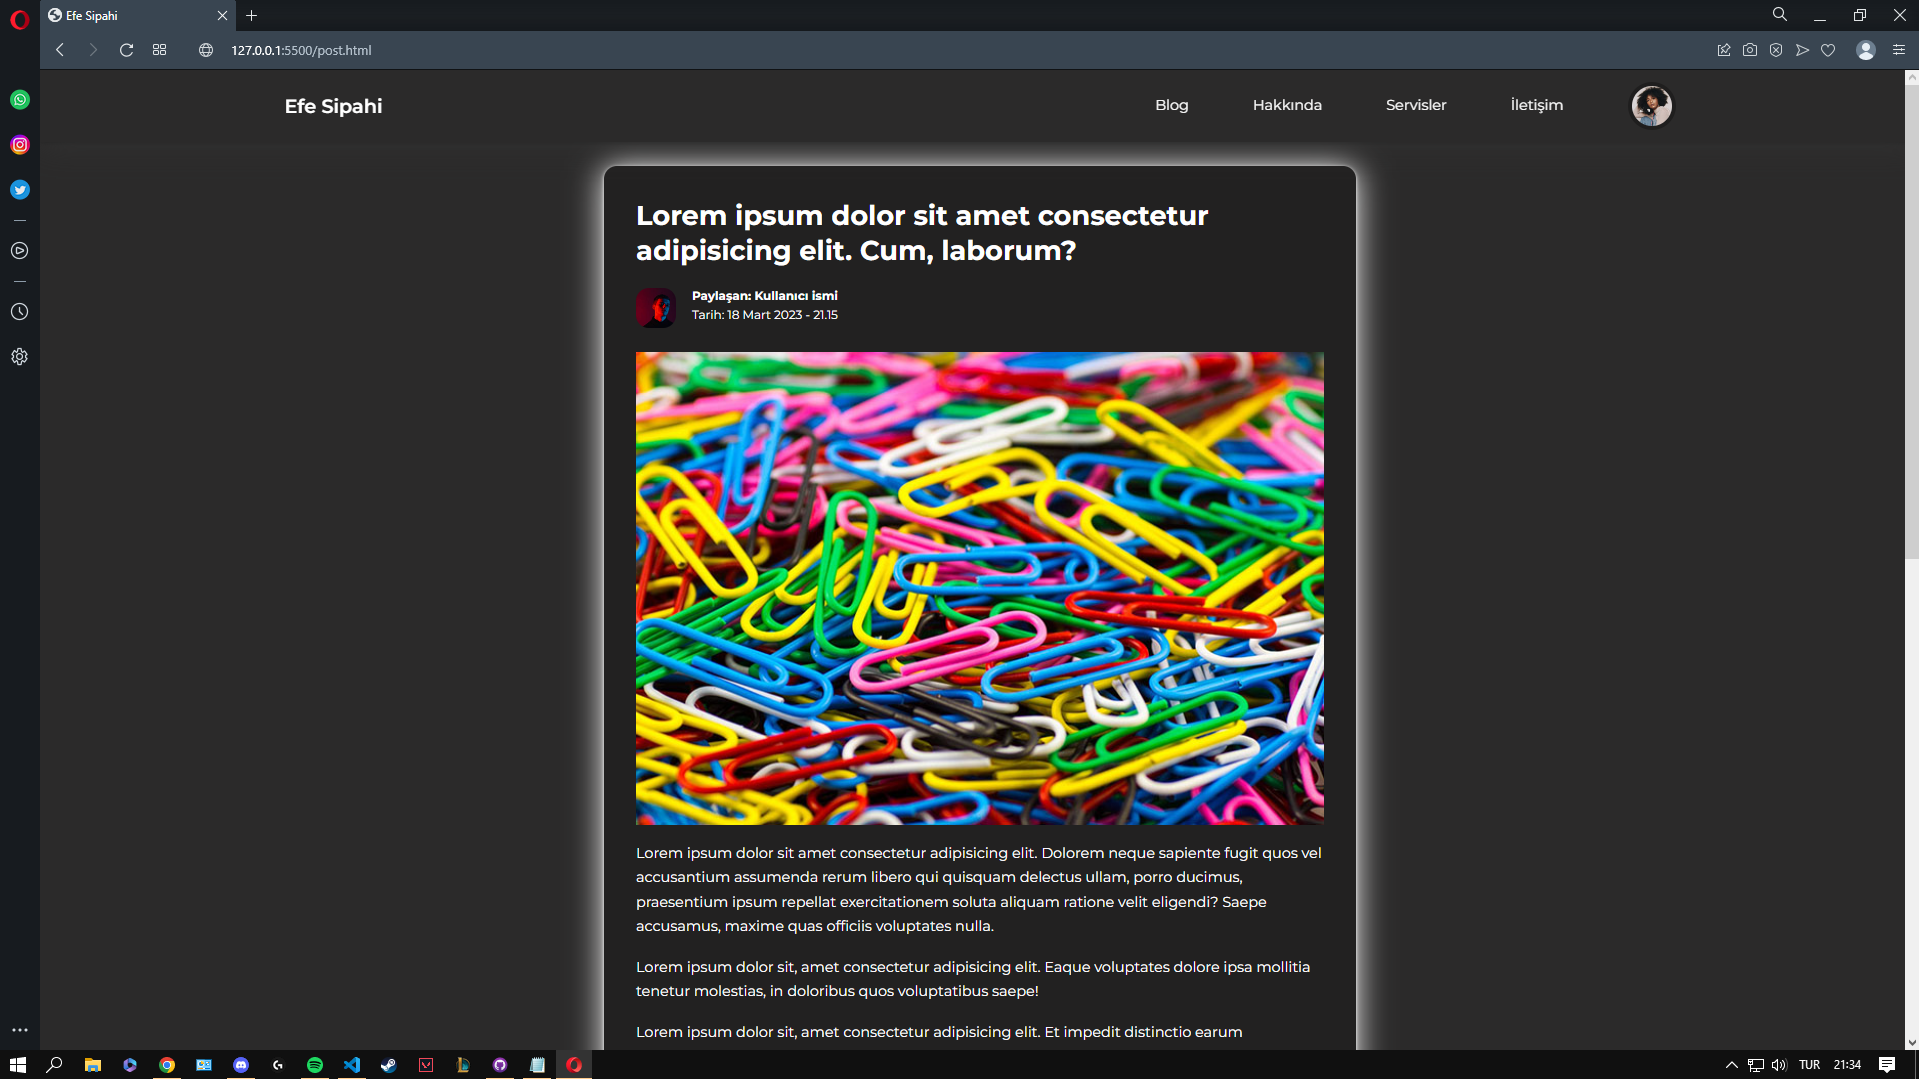 Efe Sipahi
127.0.0.1:5500/post.html
Efe Sipahi
Blog
Hakkında
Servisler
İletişim
Lorem ipsum dolor sit amet consectetur
adipisicing elit. Cum, laborum?
Paylaşan: Kullanıcı ismi
Tarih: 18 Mart 2023 - 21.15
Lorem ipsum dolor sit amet consectetur adipisicing elit. Dolorem neque sapiente fugit quos vel
accusantium assumenda rerum libero qui quisquam delectus ullam, porro ducimus,
praesentium ipsum repellat exercitationem soluta aliquam ratione velit eligendi? Saepe
accusamus, maxime quas officiis voluptates nulla.
Lorem ipsum dolor sit, amet consectetur adipisicing elit. Eaque voluptates dolore ipsa mollitia
tenetur molestias, in doloribus quos voluptatibus saepe!
Lorem ipsum dolor sit, amet consectetur adipisicing elit. Et impedit distinctio earum
TUR
21:34